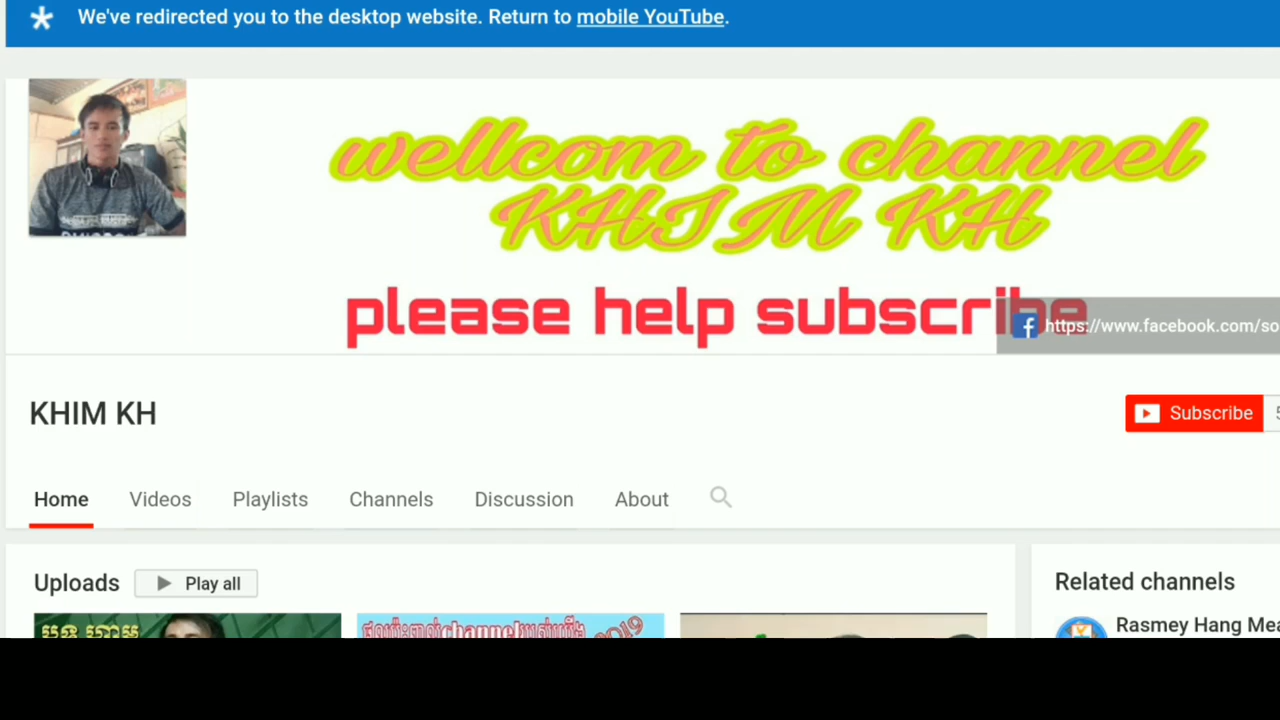 We've redirected you to the desktop website. Return to mobile YouTube.
wellcom to channel
KHIM KH
please help subscribe
https://www.facebook.com/so
KHIM KH
Subscribe
Home Videos Playlists Channels Discussion About
Uploads Play all
Related channels
2019
Rasmey Hang Mea